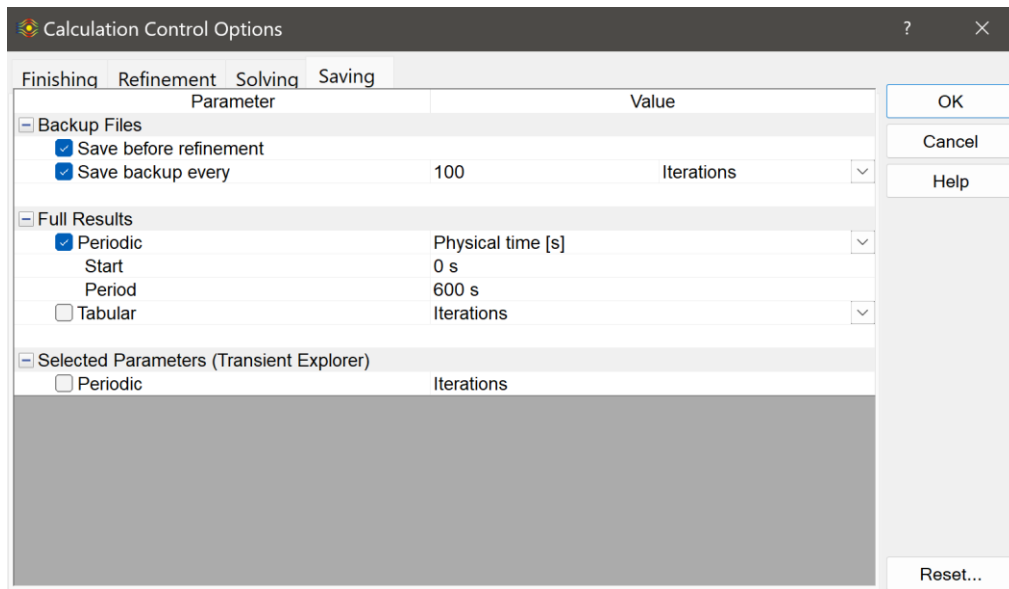 Calculation Control Options ?
Finishing Refinement Solving Saving
Parameter Value
Backup Files
Save before refinement
Save backup every 100 Iterations
Full Results
Periodic Physical time [s]
Start 0 s
Period 600 s
Tabular Iterations
Selected Parameters (Transient Explorer)
Periodic Iterations
OK
Cancel
Help
Reset...